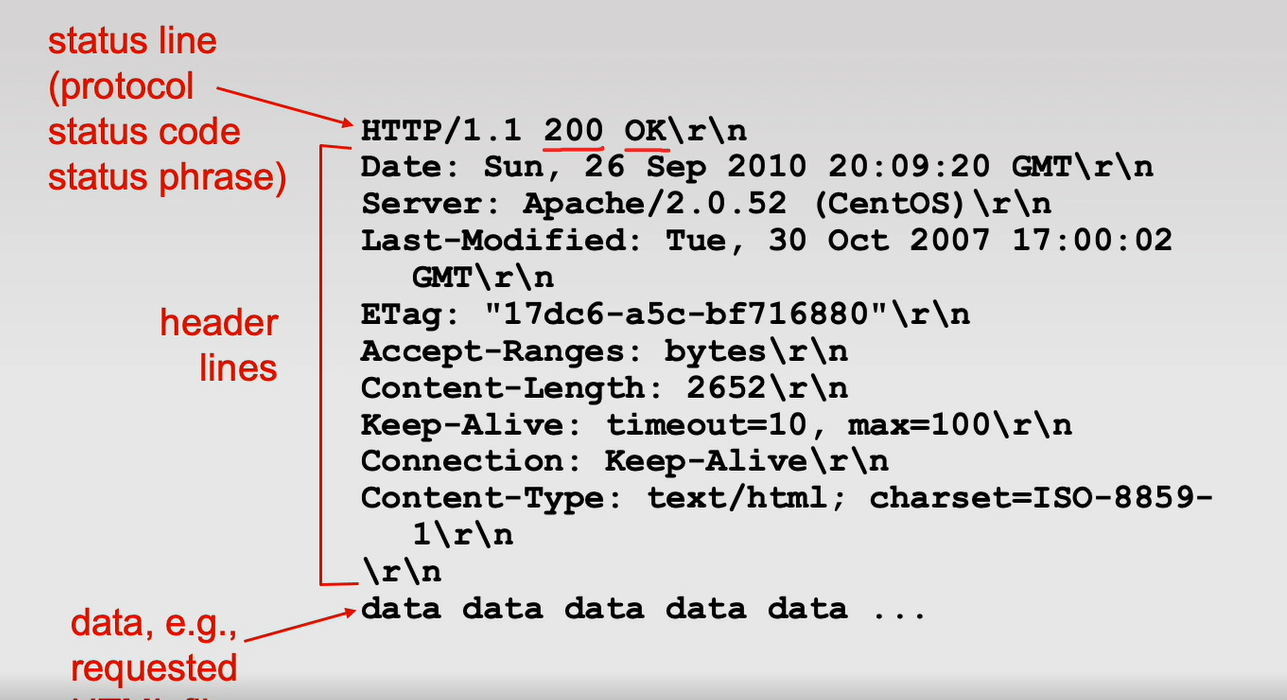 status line
(protocol
status code
status phrase)
HTTP/1.1 200 OK\r\n
Date: Sun, 26 Sep 2010 20:09:20 GMT\r\n
Server: Apache/2.0.52 (CentOS)\r\n
Last-Modified: Tue, 30 Oct 2007 17:00:02
GMT\r\n
ETag: "17dc6-a5c-bf716880"\r\n
Accept-Ranges: bytes\r\n
Content-Length: 2652\r\n
Keep-Alive: timeout=10, max=100\r\n
Connection: Keep-Alive\r\n
Content-Type: text/html; charset=ISO-8859-
1\r\n
\r\n
data data data data data ...
header
lines
data, e.g.,
requested